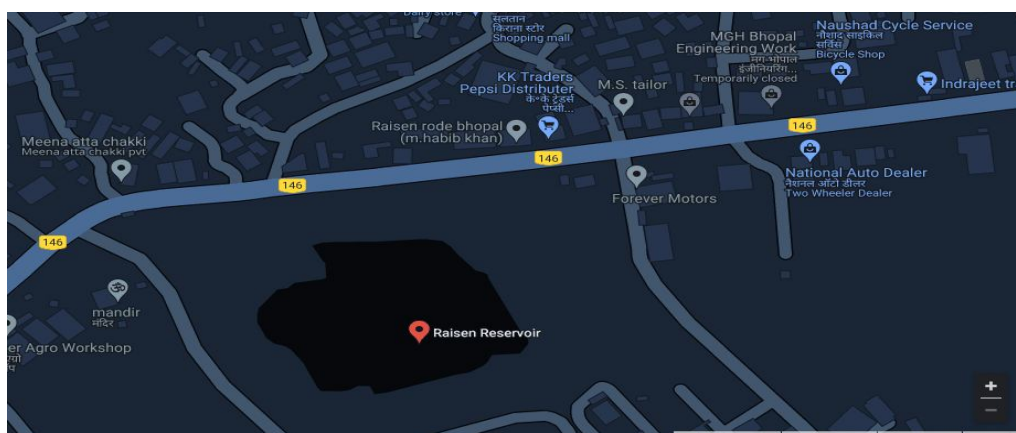 Dairy store
सलतान
किराना स्टोर
Shopping mall
Naushad Cycle Service
नौशाद साइकिल
सर्विस
Bicycle Shop
MGH Bhopal
Engineering Work
मग-भोपाल
इंजीनियरिंग...
Temporarily closed
KK Traders
Pepsi Distributer
के॰के ट्रेडर्स
पेप्सी...
M.S. tailor
Indrajeet tr
Raisen rode bhopal
(m.habib khan)
146
146
Meena atta chakki
Meena atta chakki pvt
146
National Auto Dealer
नैशनल ऑटो डीलर
Two Wheeler Dealer
Forever Motors
146
mandir
मंदिर
Raisen Reservoir
er Agro Workshop
एग्रो
प
+
−